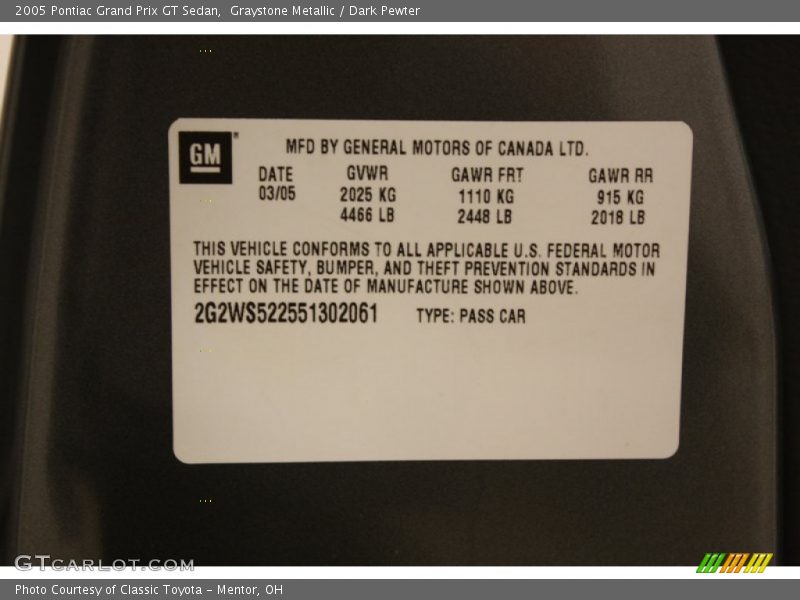 2005 Pontiac Grand Prix GT Sedan, Graystone Metallic / Dark Pewter
GM
MFD BY GENERAL MOTORS OF CANADA LTD.
DATE GVWR GAWR FRT GAWR RR
03/05 2025 KG 1110 KG 915 KG
4466 LB 2448 LB 2018 LB
THIS VEHICLE CONFORMS TO ALL APPLICABLE U.S. FEDERAL MOTOR
VEHICLE SAFETY, BUMPER, AND THEFT PREVENTION STANDARDS IN
EFFECT ON THE DATE OF MANUFACTURE SHOWN ABOVE.
2G2WS522551302061 TYPE: PASS CAR
GTCARLOT.COM
Photo Courtesy of Classic Toyota - Mentor, OH